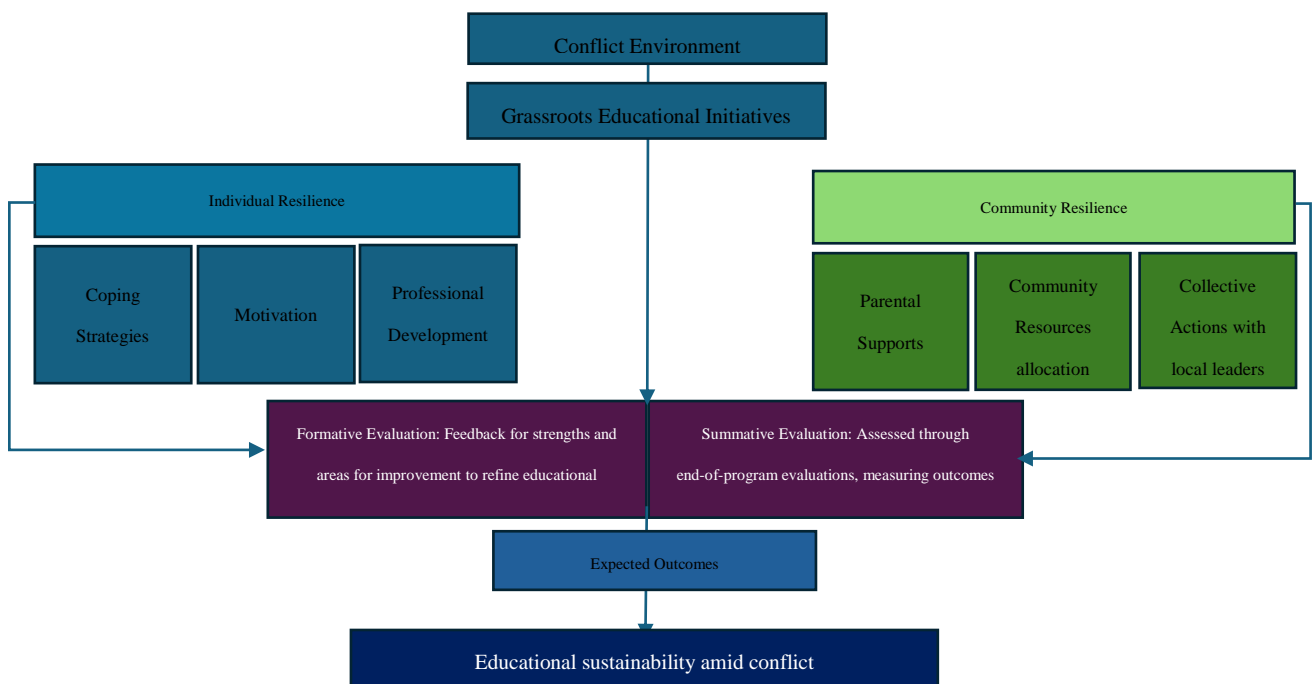 Conflict Environment
Grassroots Educational Initiatives
Individual Resilience
Coping
Strategies
Motivation
Professional
Development
Community Resilience
Parental
Supports
Community
Resources
allocation
Collective
Actions with
local leaders
Formative Evaluation: Feedback for strengths and
areas for improvement to refine educational
Summative Evaluation: Assessed through
end-of-program evaluations, measuring outcomes
Expected Outcomes
Educational sustainability amid conflict